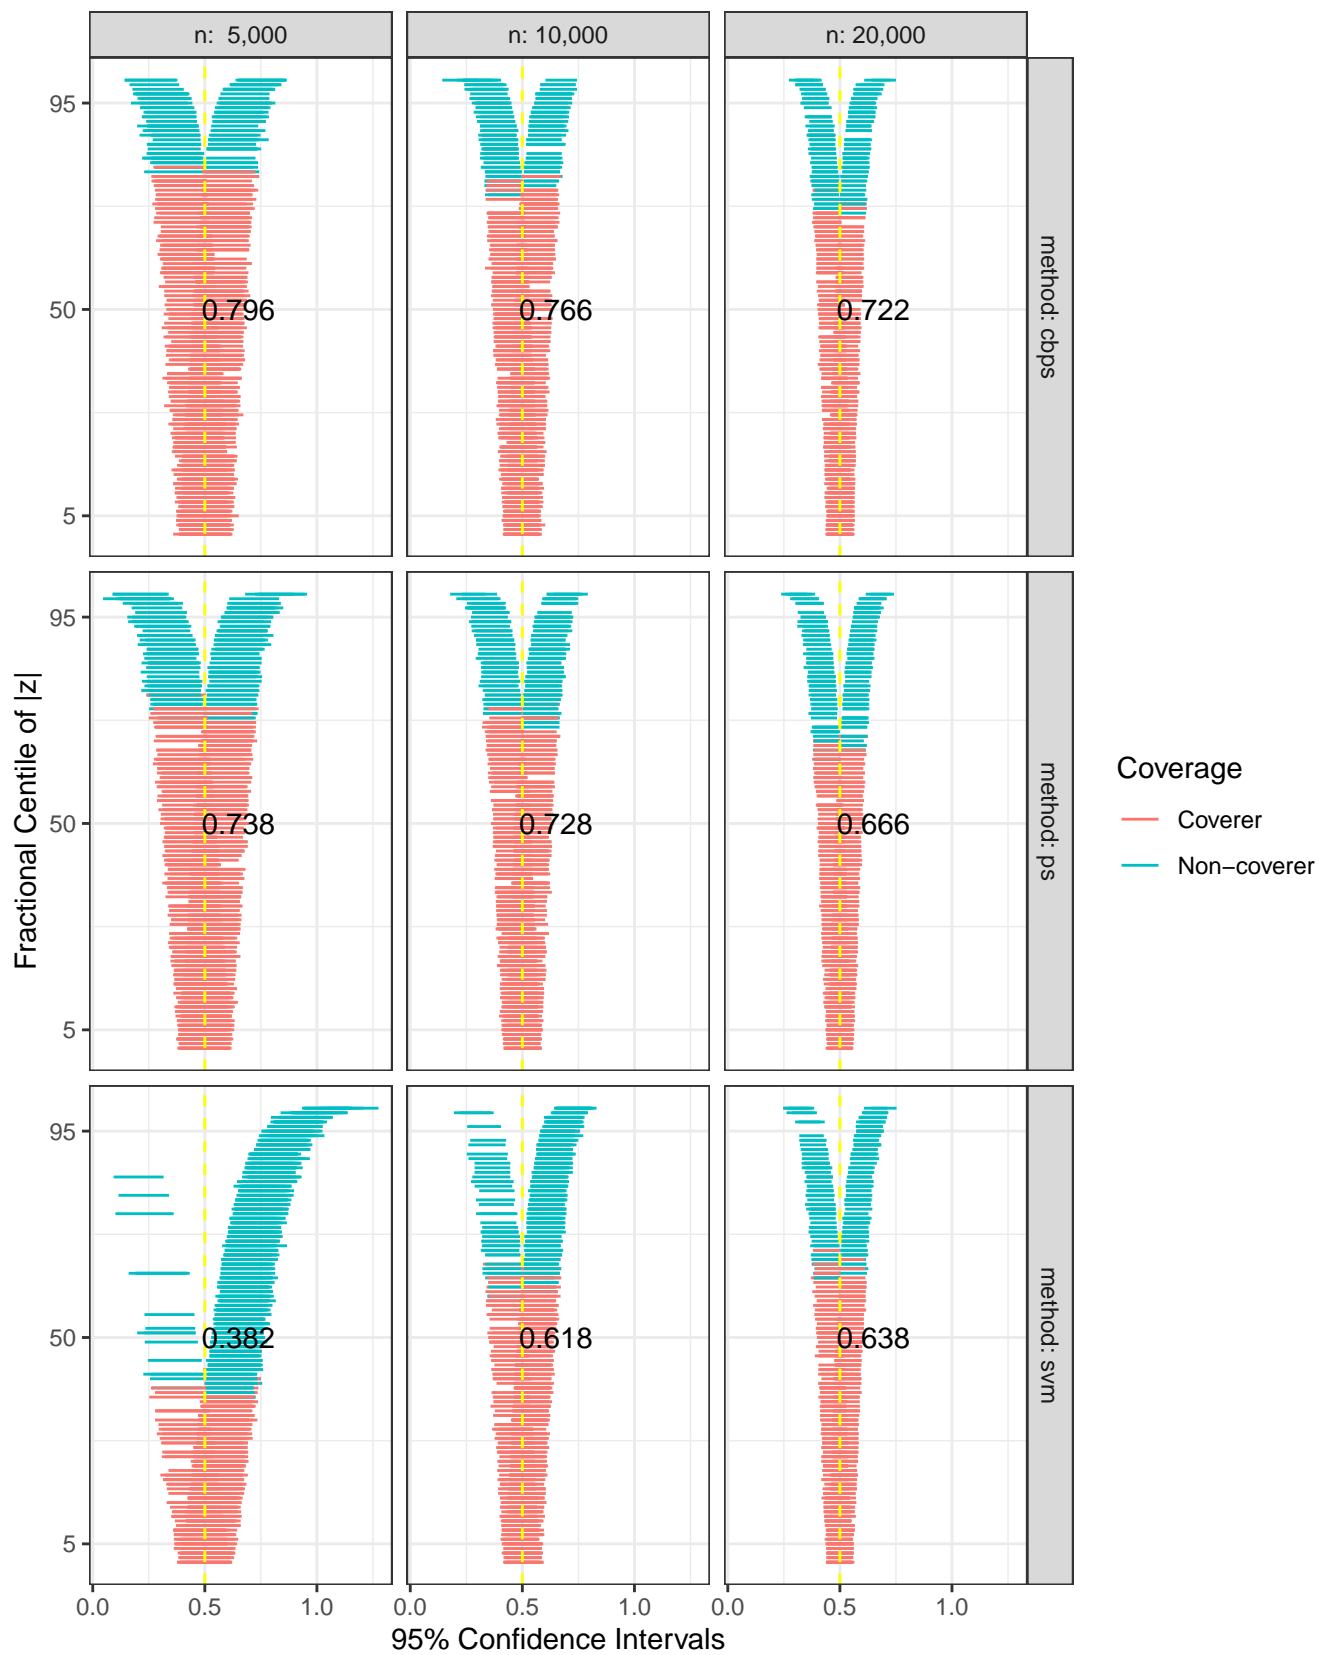 n: 5,000
n: 10,000
n: 20,000
95
50
5
0.796
0.766
0.722
method: cbps
95
50
5
0.738
0.728
0.666
method: ps
95
50
5
0.382
0.618
0.638
method: svm
0.0
0.5
1.0
0.0
0.5
1.0
0.0
0.5
1.0
95% Confidence Intervals
Fractional Centile of |z|
Coverage
Coverer
Non−coverer